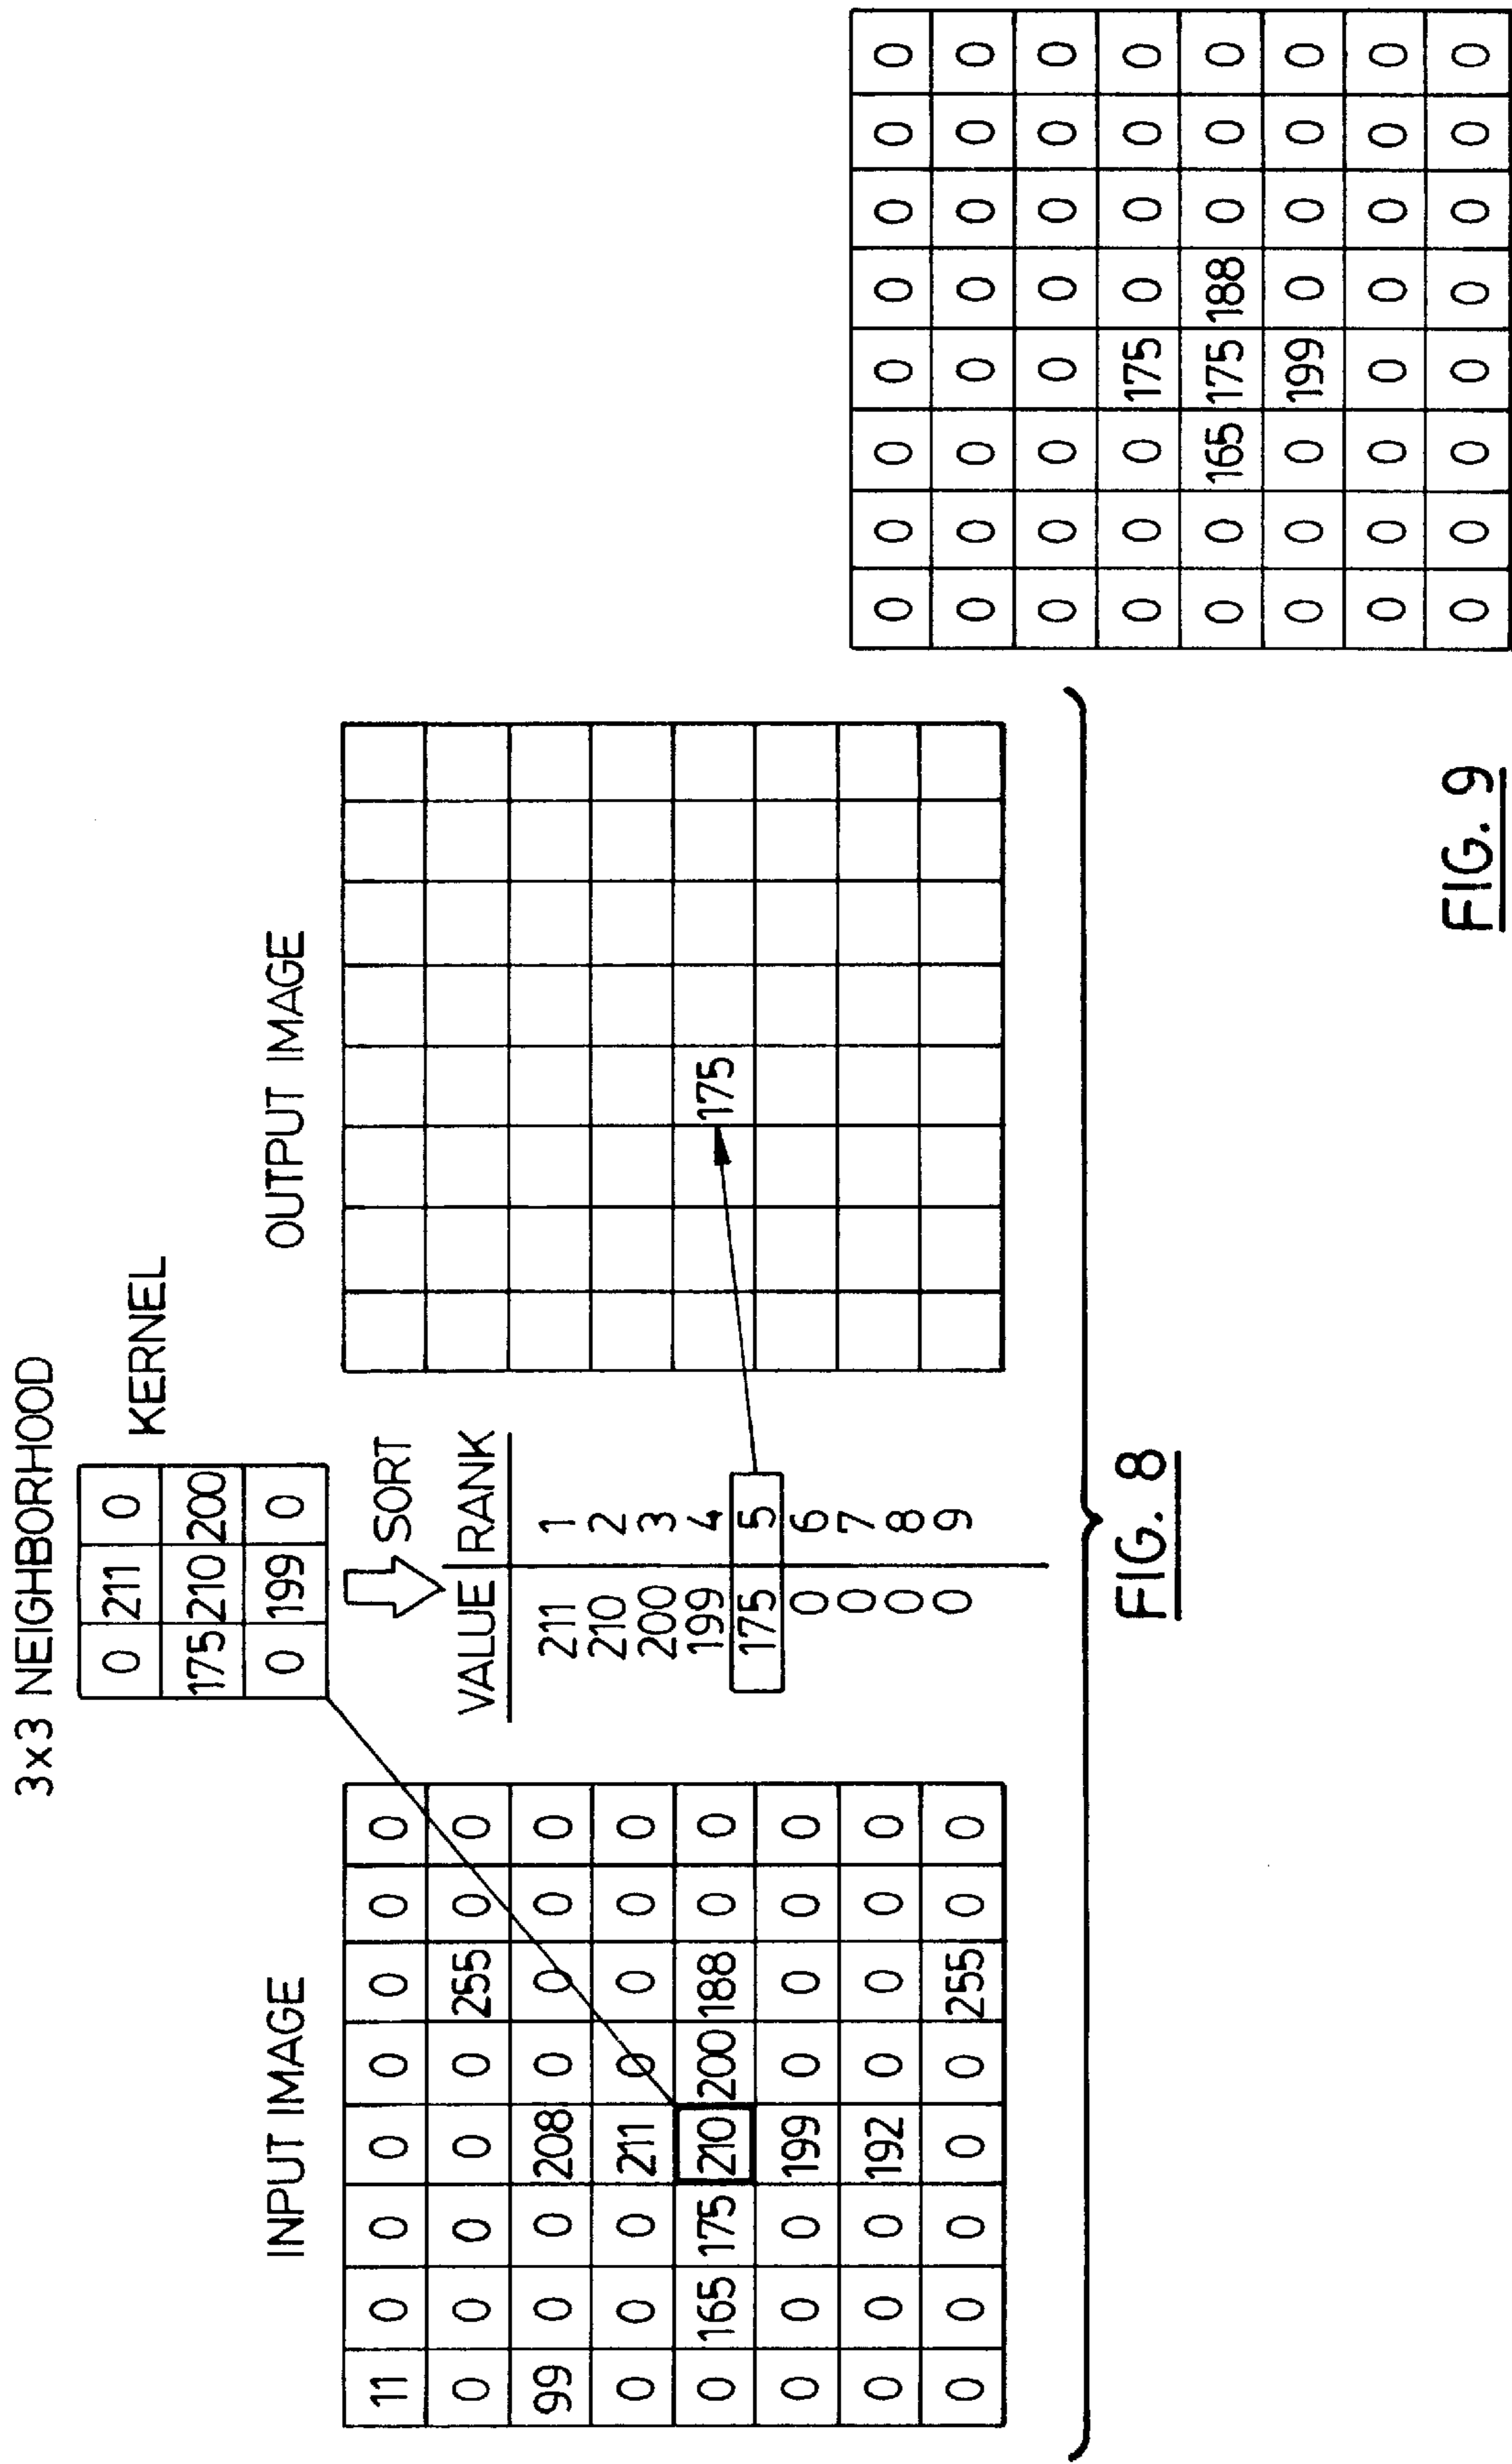 3x3 NEIGHBORHOOD
0 211 0
175 210 200
0 199 0
KERNEL
SORT
VALUE RANK
211 1
210 2
200 3
199 4
175 5
0 6
0 7
0 8
0 9
INPUT IMAGE
11 0 0 0 0 0 0 0
0 0 0 0 0 255 0 0
99 0 0 208 0 0 0 0
0 0 0 211 0 0 0 0
0 165 175 210 200 188 0 0
0 0 0 199 0 0 0 0
0 0 0 192 0 0 0 0
0 0 0 0 0 255 0 0
OUTPUT IMAGE
175
FIG. 8
0 0 0 0 0 0 0 0
0 0 0 0 0 0 0 0
0 0 0 0 0 0 0 0
0 0 0 175 0 0 0 0
0 0 165 175 188 0 0 0
0 0 0 199 0 0 0 0
0 0 0 0 0 0 0 0
0 0 0 0 0 0 0 0
FIG. 9